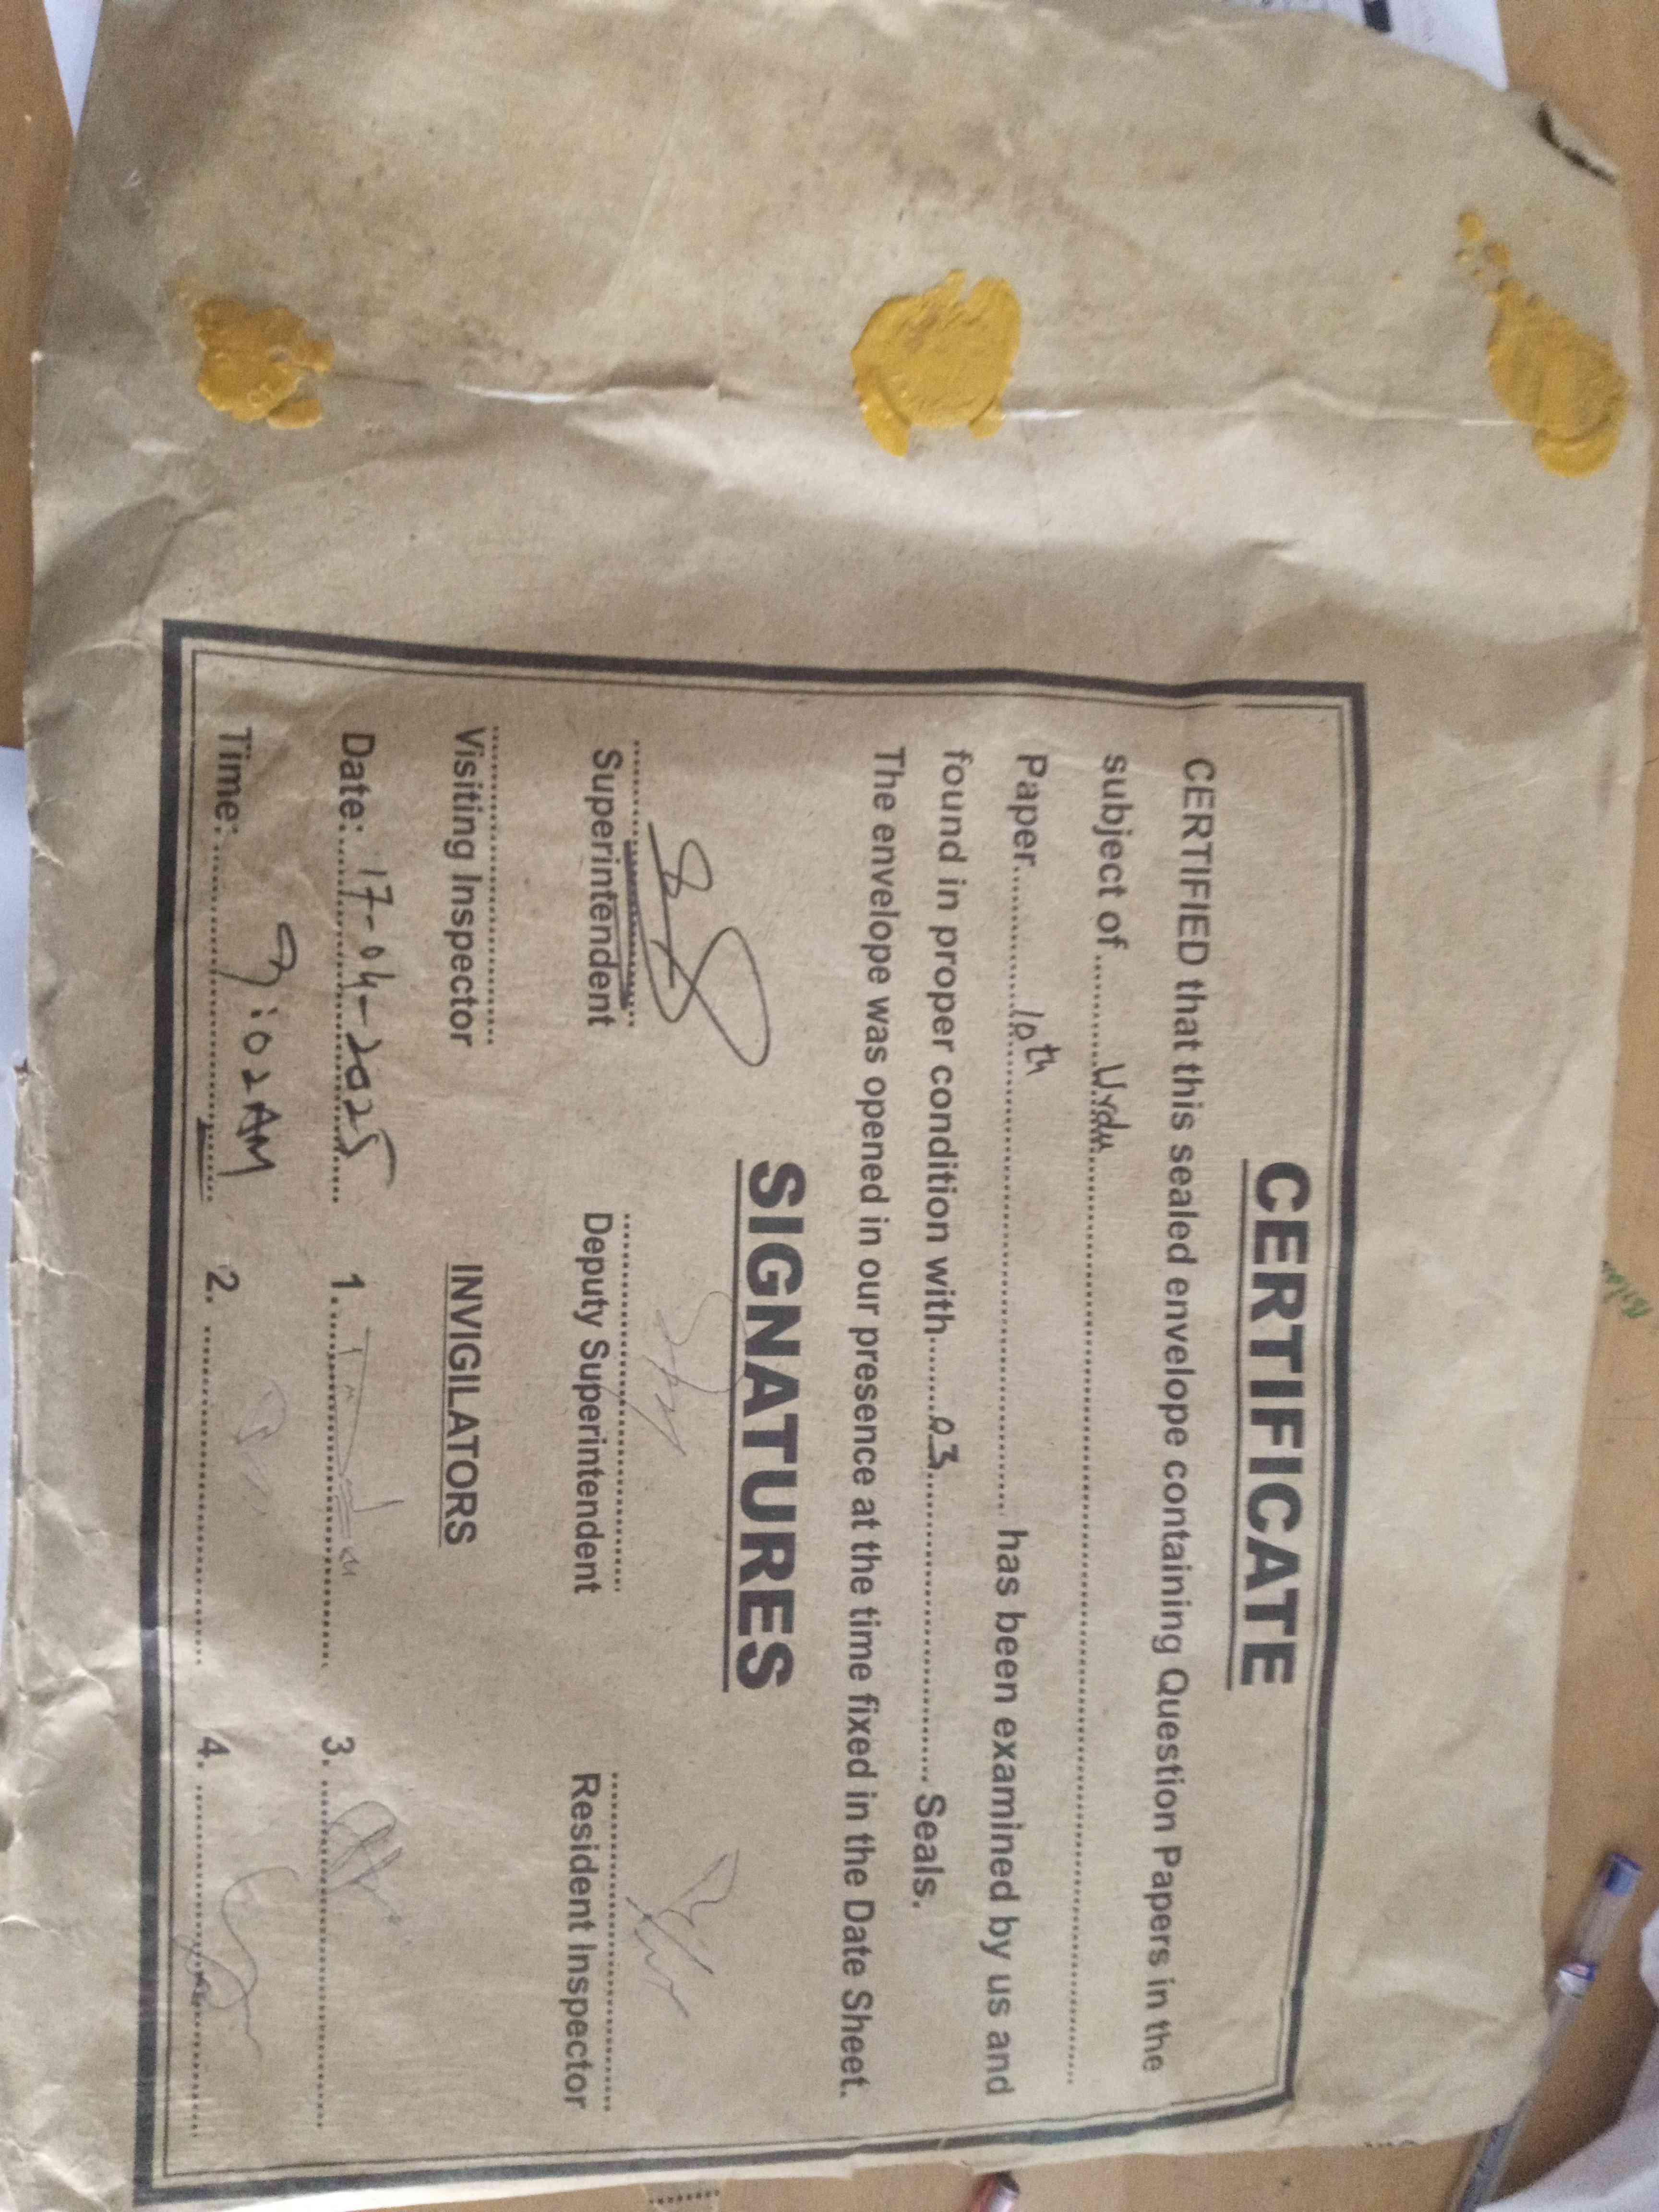 CERTIFICATE
CERTIFIED that this sealed envelope containing Question Papers in the
subject of Urdu
Paper 10th has been examined by us and
found in proper condition with 03 Seals.
The envelope was opened in our presence at the time fixed in the Date Sheet.
SIGNATURES
Superintendent Deputy Superintendent Resident Inspector
Visiting Inspector INVIGILATORS
Date: 17-04-2025 1. 3.
Time: 9:02 AM 2. 4.